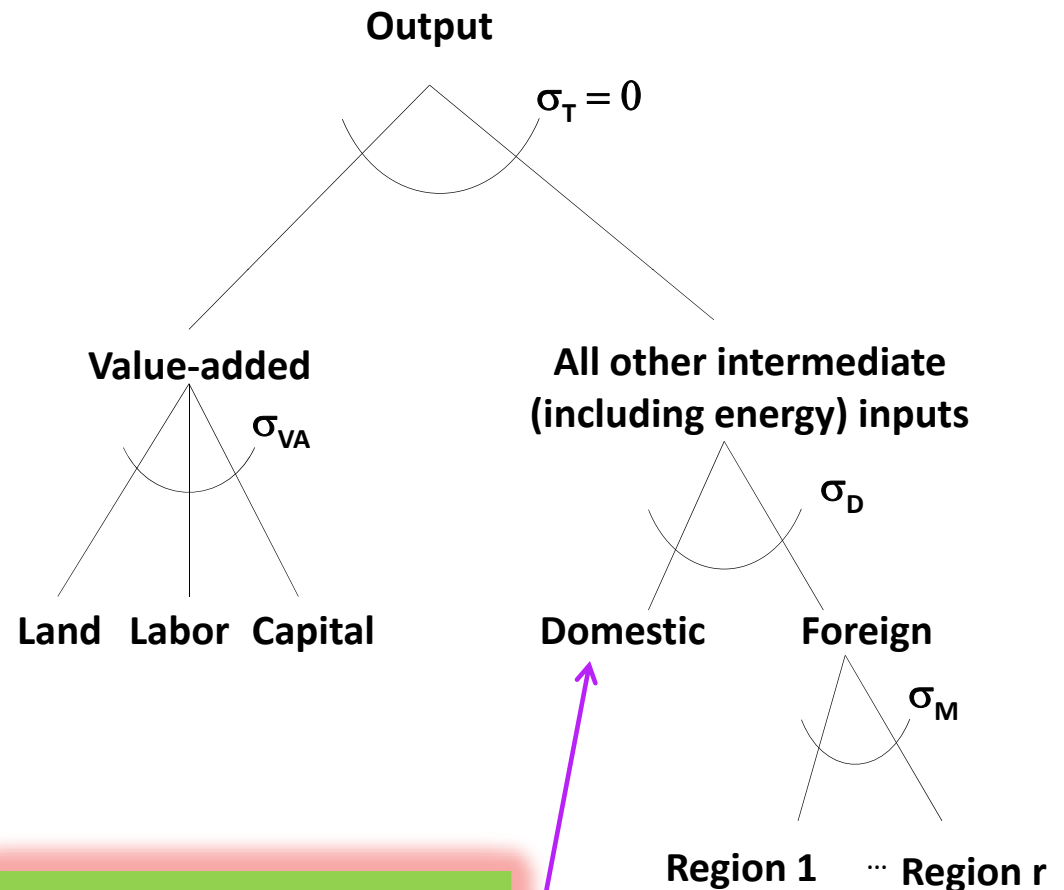 Output
σT = 0
Value-added
All other intermediate
(including energy) inputs
σVA
σD
Land Labor Capital
Domestic Foreign
σM
Region 1 ... Region r